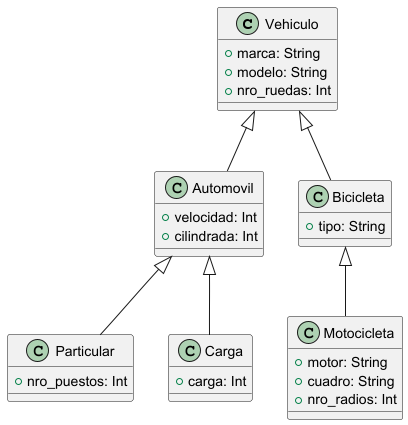 C Vehiculo
marca: String
modelo: String
nro_ruedas: Int
C Automovil
velocidad: Int
cilindrada: Int
C Bicicleta
tipo: String
C Particular
nro_puestos: Int
C Carga
carga: Int
C Motocicleta
motor: String
cuadro: String
nro_radios: Int